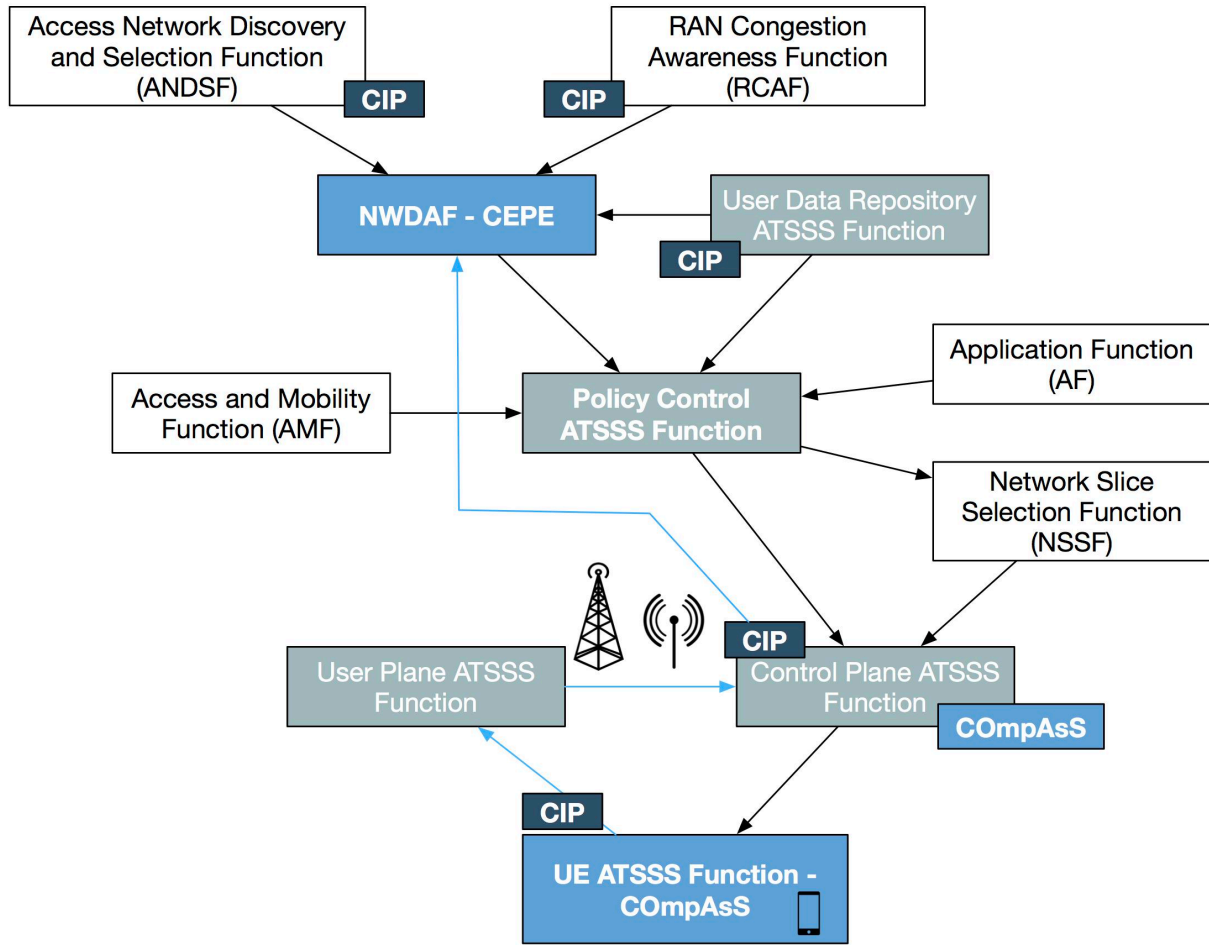 Access Network Discovery
and Selection Function
(ANDSF)
CIP
RAN Congestion
Awareness Function
(RCAF)
CIP
NWDAF - CEPE
User Data Repository
ATSSS Function
CIP
Application Function
(AF)
Access and Mobility
Function (AMF)
Policy Control
ATSSS Function
Network Slice
Selection Function
(NSSF)
CIP
User Plane ATSSS
Function
Control Plane ATSSS
Function
COmpAsS
CIP
UE ATSSS Function -
COmpAsS